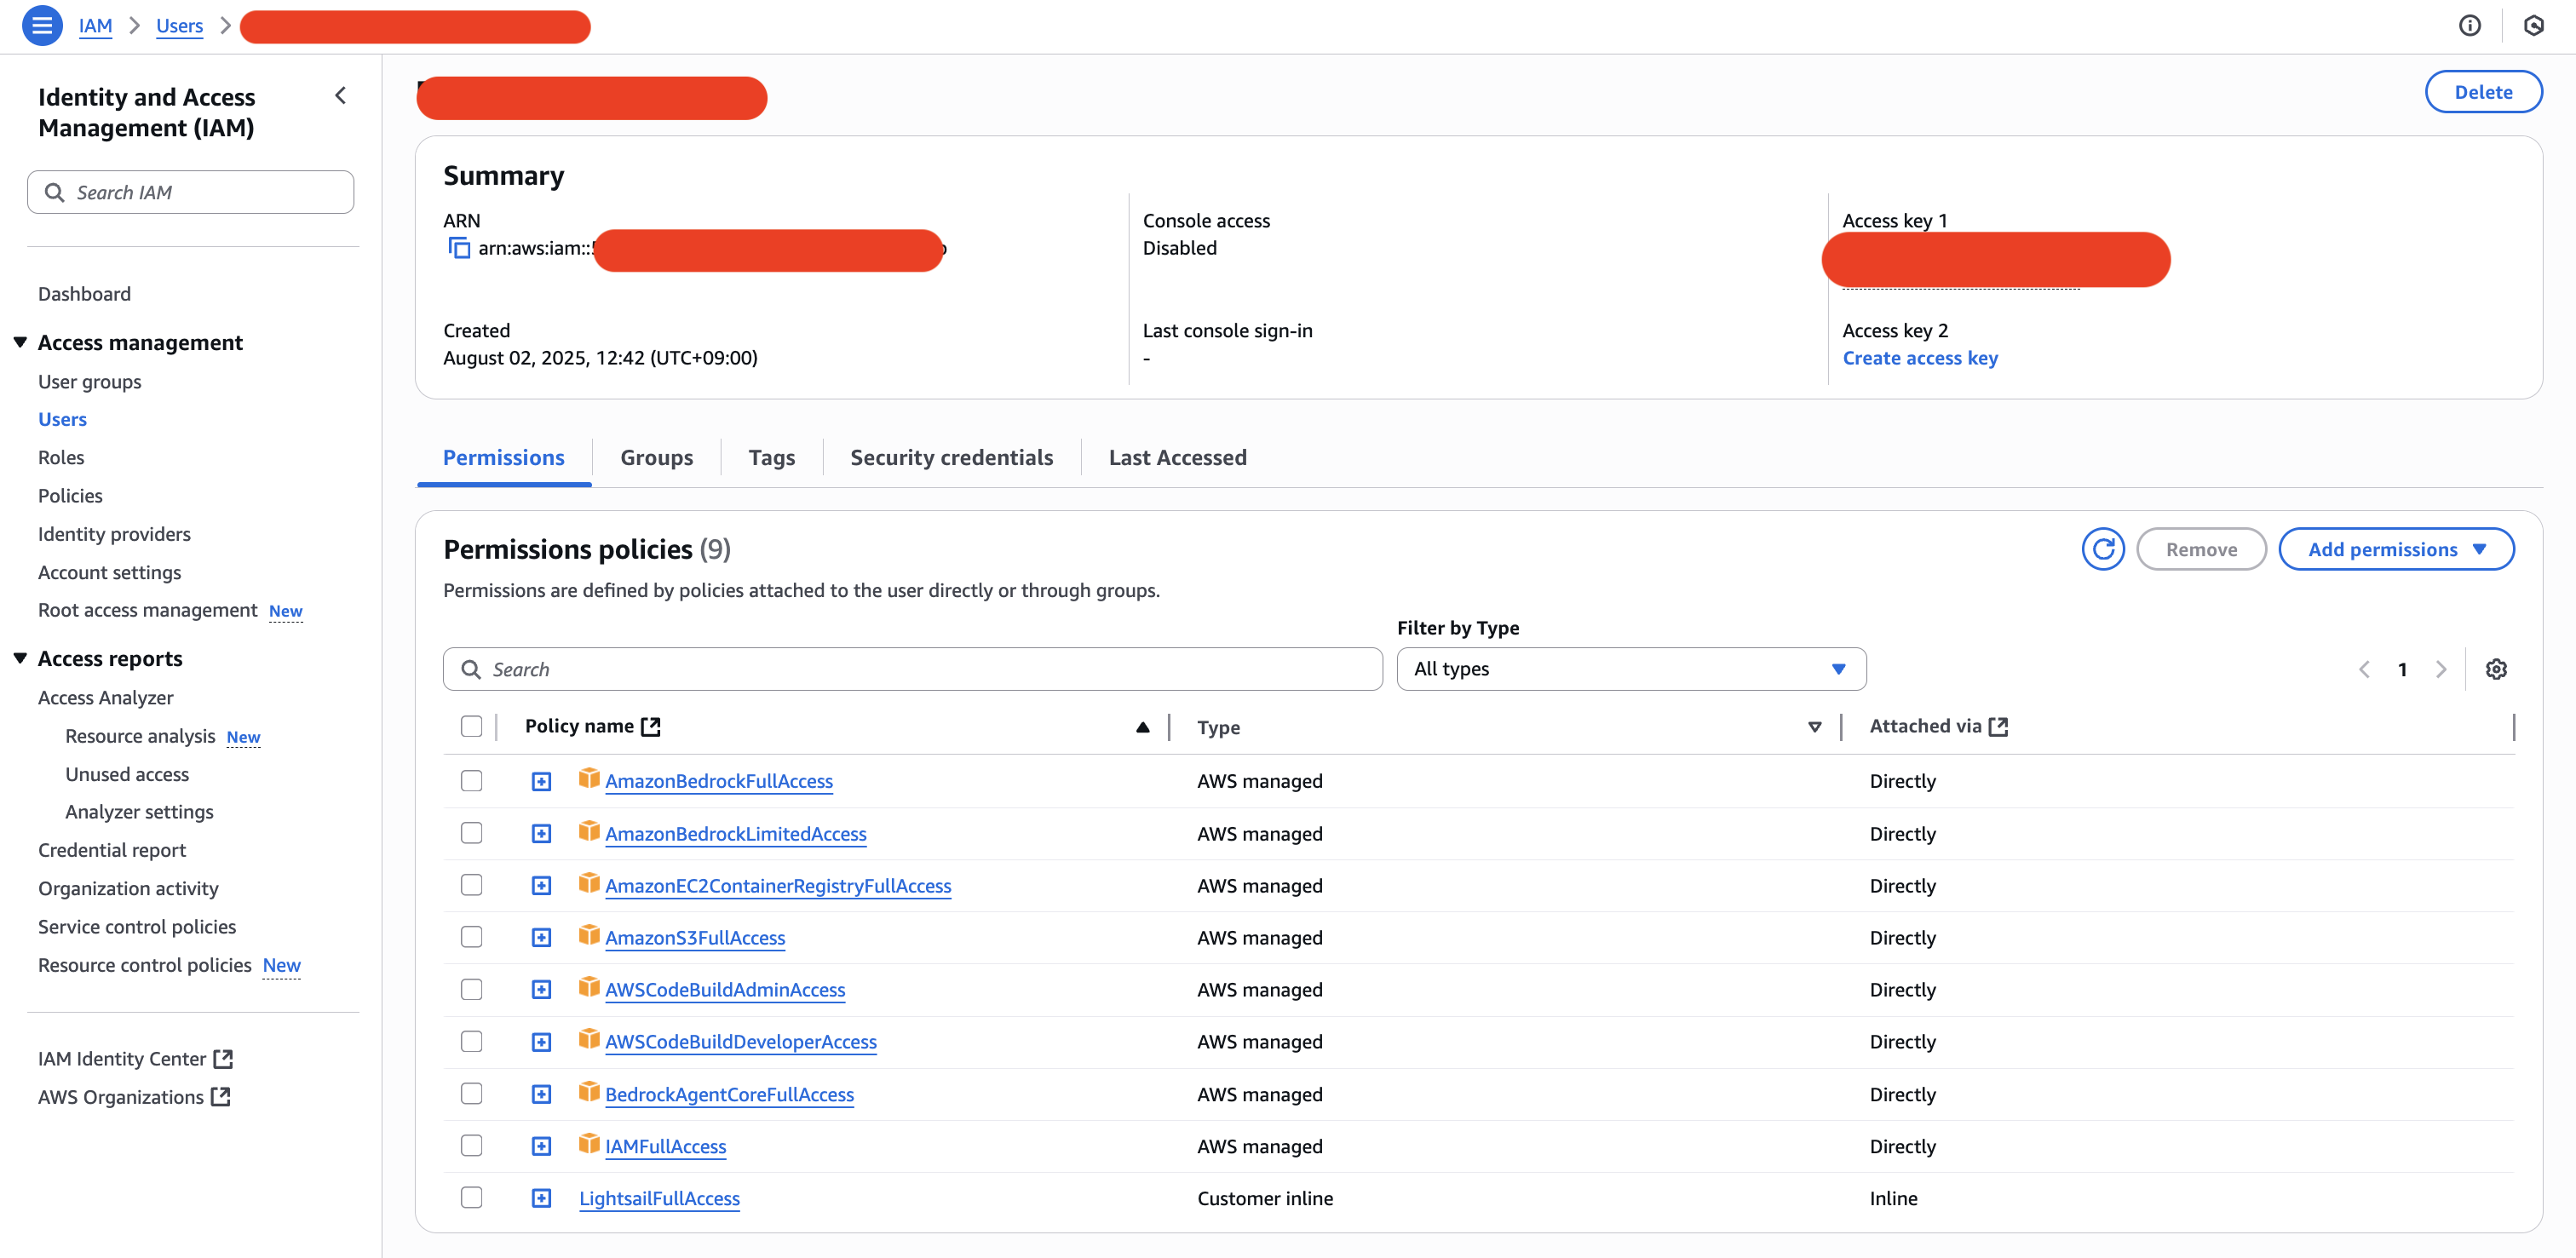 IAM > Users >
Identity and Access
Management (IAM)
Search IAM
Dashboard
Access management
User groups
Users
Roles
Policies
Identity providers
Account settings
Root access management New
Access reports
Access Analyzer
Resource analysis New
Unused access
Analyzer settings
Credential report
Organization activity
Service control policies
Resource control policies New
IAM Identity Center
AWS Organizations
Delete
Summary
ARN
arn:aws:iam::
Created
August 02, 2025, 12:42 (UTC+09:00)
Console access
Disabled
Last console sign-in
-
Access key 1
Access key 2
Create access key
Permissions Groups Tags Security credentials Last Accessed
Permissions policies (9)
Remove Add permissions
Permissions are defined by policies attached to the user directly or through groups.
Filter by Type
Search All types 1
Policy name Type Attached via
AmazonBedrockFullAccess AWS managed Directly
AmazonBedrockLimitedAccess AWS managed Directly
AmazonEC2ContainerRegistryFullAccess AWS managed Directly
AmazonS3FullAccess AWS managed Directly
AWSCodeBuildAdminAccess AWS managed Directly
AWSCodeBuildDeveloperAccess AWS managed Directly
BedrockAgentCoreFullAccess AWS managed Directly
IAMFullAccess AWS managed Directly
LightsailFullAccess Customer inline Inline